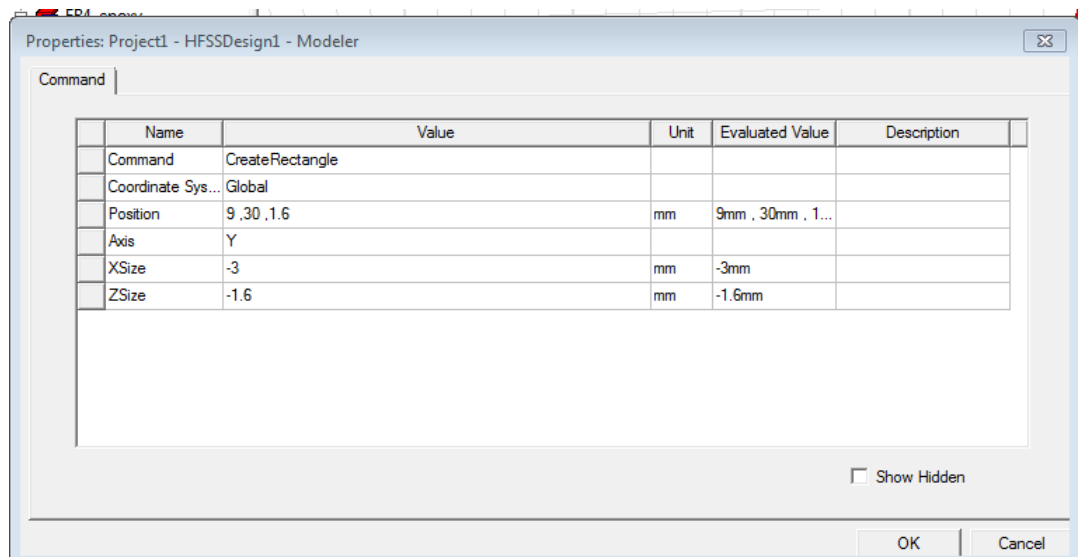 FR4_epoxy
Properties: Project1 - HFSSDesign1 - Modeler
Command
Name Value Unit Evaluated Value Description
Command CreateRectangle
Coordinate Sys... Global
Position 9 ,30 ,1.6 mm 9mm , 30mm , 1...
Axis Y
XSize -3 mm -3mm
ZSize -1.6 mm -1.6mm
Show Hidden
OK Cancel